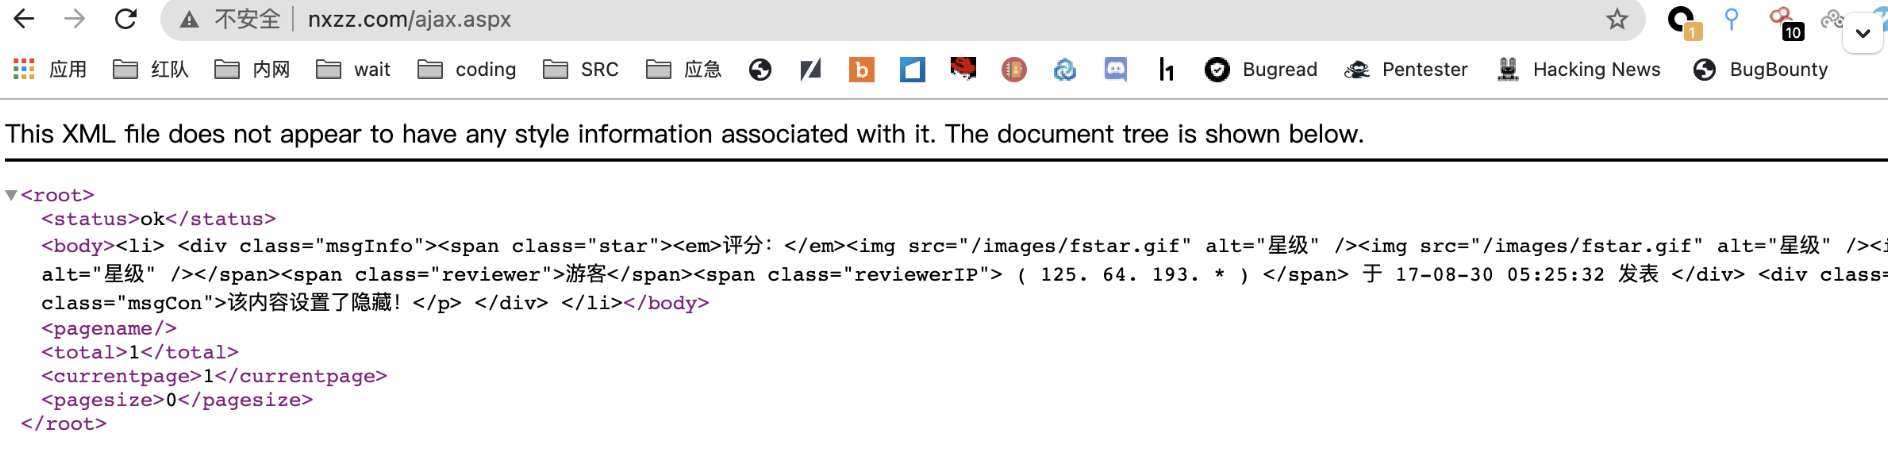 不安全 nxzz.com/ajax.aspx
1 10
应用 红队 内网 wait coding SRC 应急 Bugread Pentester Hacking News BugBounty
This XML file does not appear to have any style information associated with it. The document tree is shown below.
▼<root>
<status>ok</status>
<body><li> <div class="msgInfo"><span class="star"><em>评分: </em><img src="/images/fstar.gif" alt="星级" /><img src="/images/fstar.gif" alt="星级" /><i
alt="星级" /></span><span class="reviewer">游客</span><span class="reviewerIP"> ( 125. 64. 193. * ) </span> 于 17-08-30 05:25:32 发表 </div> <div class=
class="msgCon">该内容设置了隐藏! </p> </div> </li></body>
<pagename/>
<total>1</total>
<currentpage>1</currentpage>
<pagesize>0</pagesize>
</root>